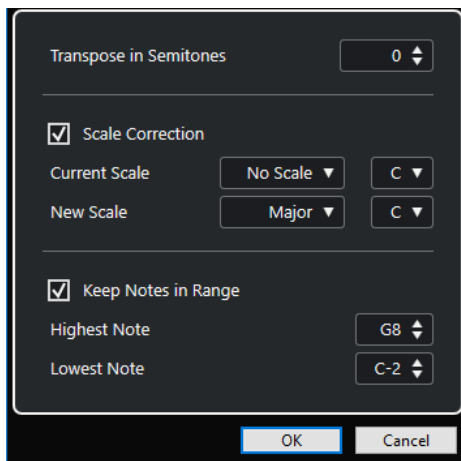 Transpose in Semitones 0
Scale Correction
Current Scale No Scale C
New Scale Major C
Keep Notes in Range
Highest Note G8
Lowest Note C-2
OK Cancel